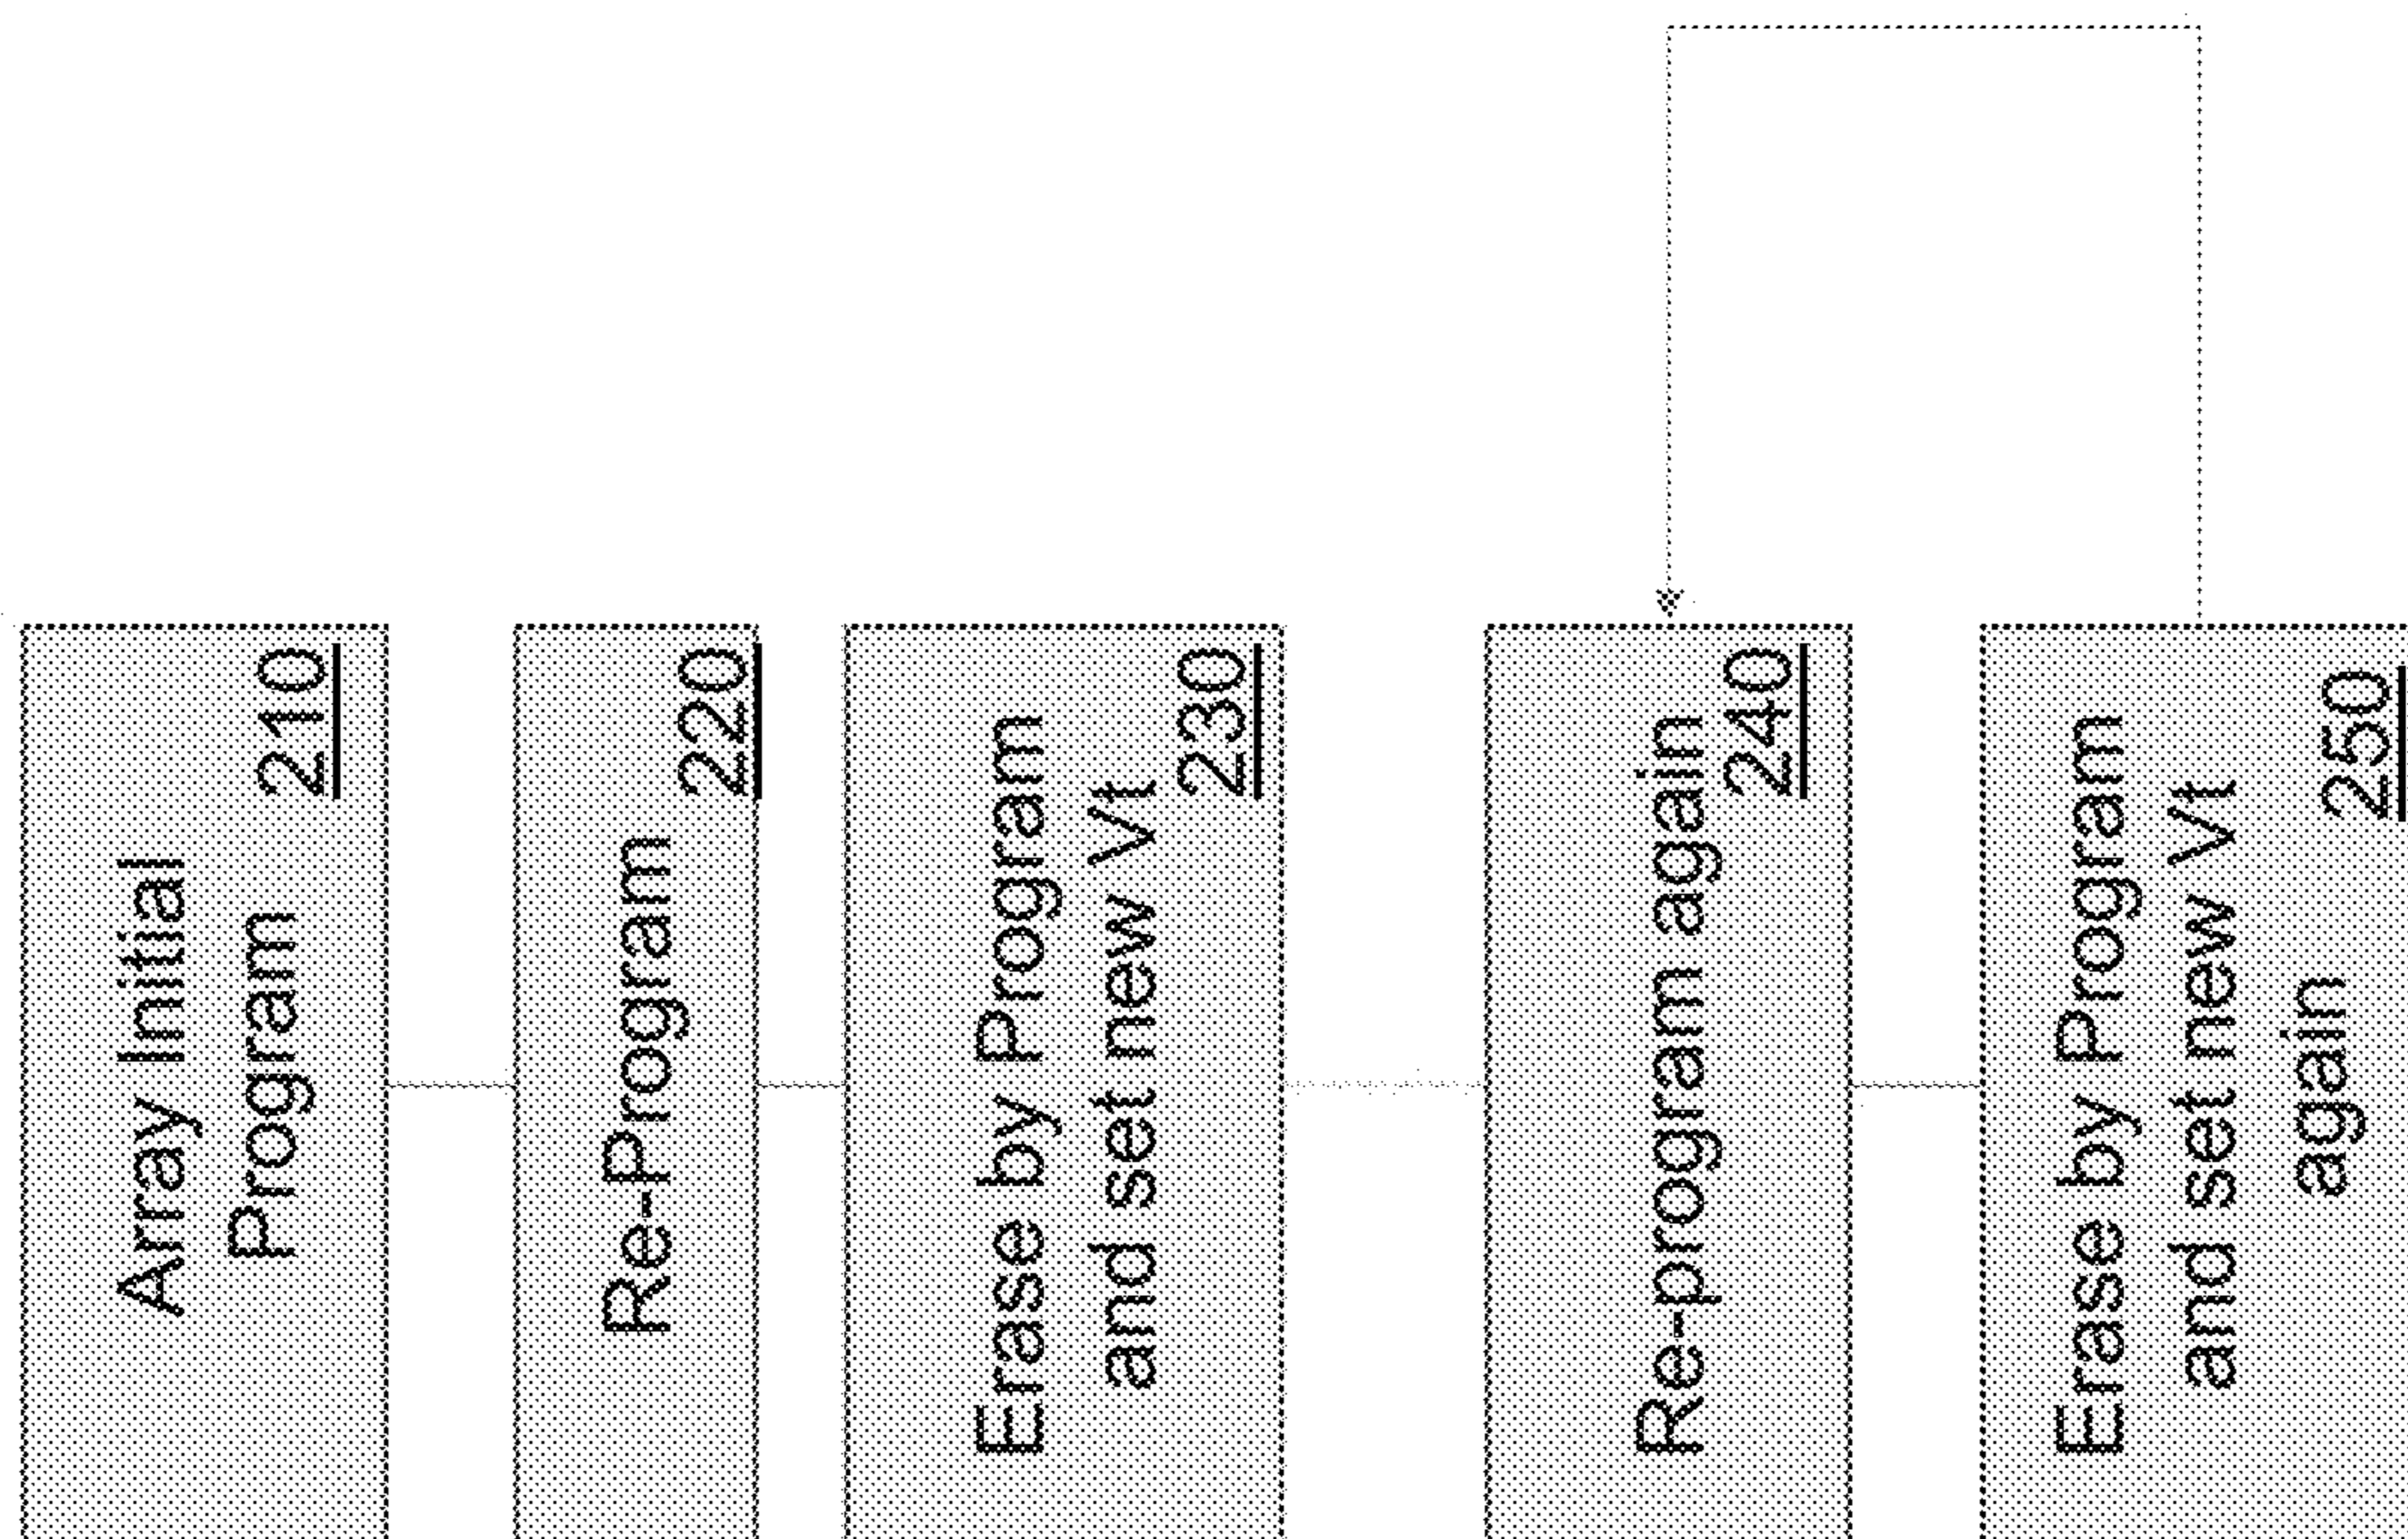 Array Initial
Program 210
Re-Program
220
Erase by Program
and set new Vt
230
Re-program again
240
Erase by Program
and set new Vt
again 250